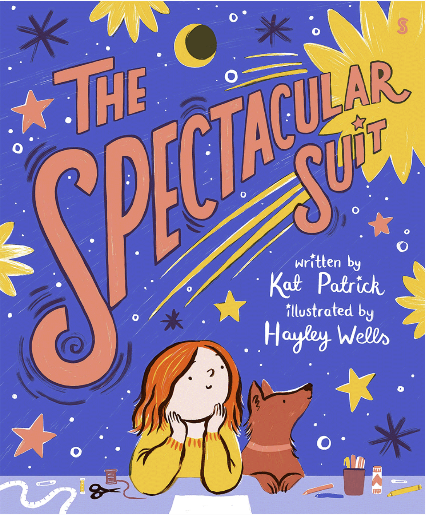 THE
SPECTACULAR
SUIT
written by
Kat Patrick
illustrated by
Hayley Wells